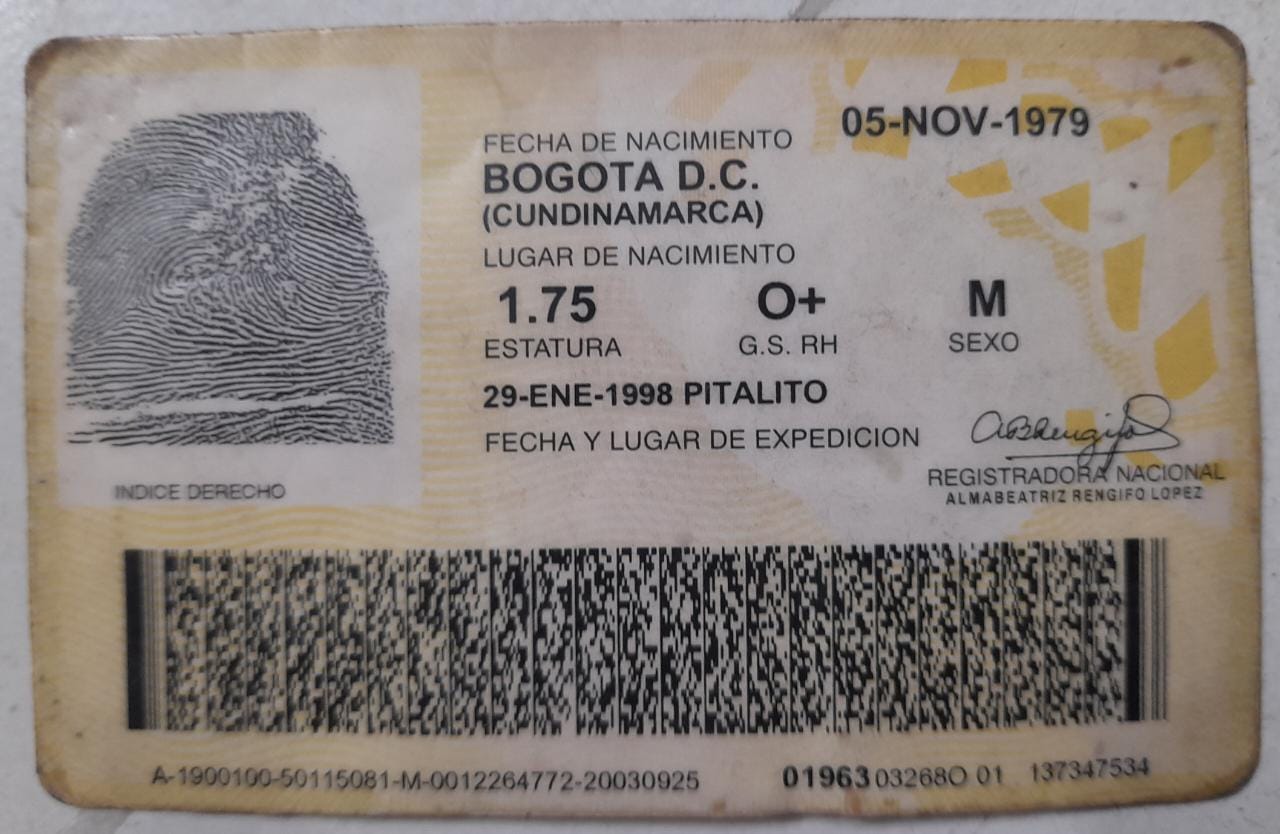 05-NOV-1979
FECHA DE NACIMIENTO
BOGOTA D.C.
(CUNDINAMARCA)
LUGAR DE NACIMIENTO
1.75 O+ M
ESTATURA G.S. RH SEXO
29-ENE-1998 PITALITO
FECHA Y LUGAR DE EXPEDICION
REGISTRADORA NACIONAL
ALMABEATRIZ RENGIFO LOPEZ
INDICE DERECHO
A-1900100-50115081-M-0012264772-20030925 01963 03268O 01 137347534